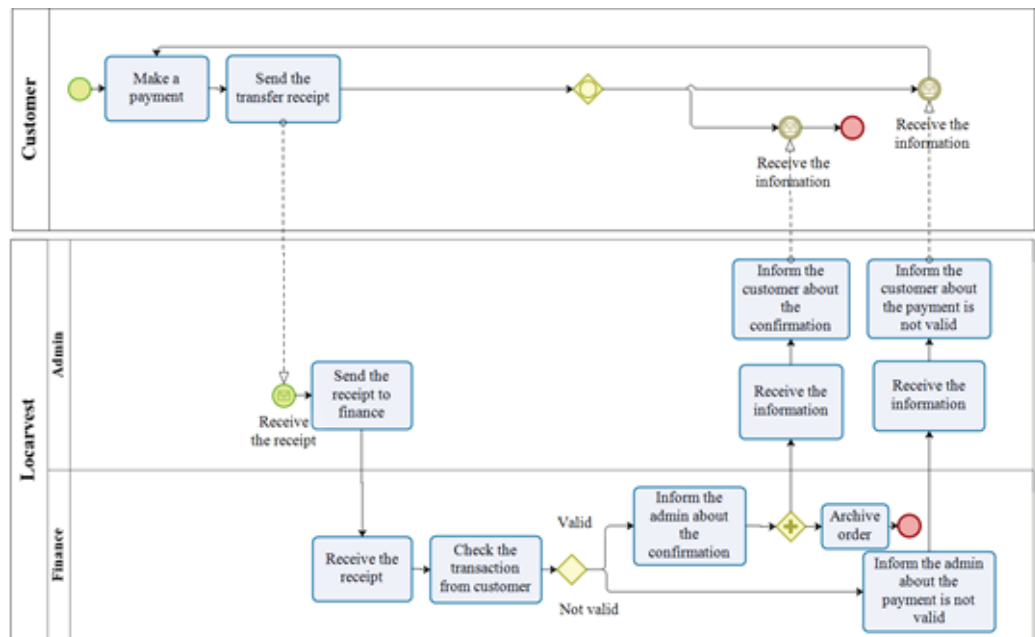 Customer
Make a
payment
Send the
transfer receipt
Receive the
information
Receive the
information
Locarvest
Admin
Inform the
customer about
the
confirmation
Inform the
customer about
the payment is
not valid
Send the
receipt to
finance
Receive
the receipt
Receive the
information
Receive the
information
Finance
Receive the
receipt
Check the
transaction
from customer
Valid
Not valid
Inform the
admin about
the
confirmation
Archive
order
Inform the admin
about the
payment is not
valid